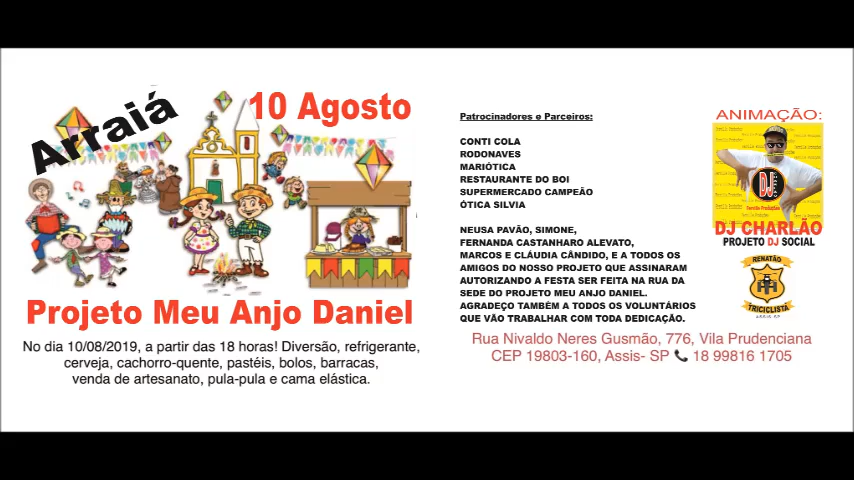 Arraiá
10 Agosto
Projeto Meu Anjo Daniel
No dia 10/08/2019, a partir das 18 horas! Diversão, refrigerante,
cerveja, cachorro-quente, pastéis, bolos, barracas,
venda de artesanato, pula-pula e cama elástica.
Patrocinadores e Parceiros:
CONTI COLA
RODONAVES
MARIÓTICA
RESTAURANTE DO BOI
SUPERMERCADO CAMPEÃO
ÓTICA SILVIA
NEUSA PAVÃO, SIMONE,
FERNANDA CASTANHARO ALEVATO,
MARCOS E CLÁUDIA CÂNDIDO, E A TODOS OS
AMIGOS DO NOSSO PROJETO QUE ASSINARAM
AUTORIZANDO A FESTA SER FEITA NA RUA DA
SEDE DO PROJETO MEU ANJO DANIEL.
AGRADEÇO TAMBÉM A TODOS OS VOLUNTÁRIOS
QUE VÃO TRABALHAR COM TODA DEDICAÇÃO.
ANIMAÇÃO:
DJ
DJ CHARLÃO
PROJETO DJ SOCIAL
RENATÃO
TRICICLISTA
Rua Nivaldo Neres Gusmão, 776, Vila Prudenciana
CEP 19803-160, Assis- SP 18 99816 1705